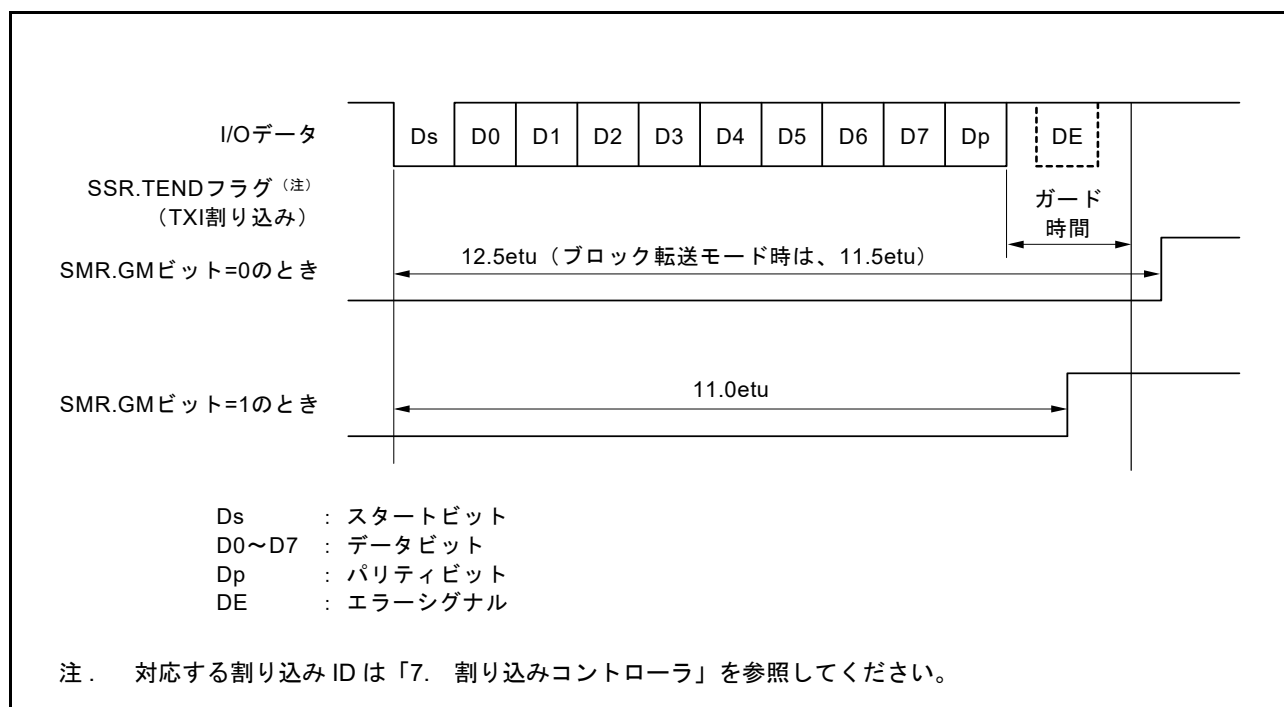 I/Oデータ
Ds D0 D1 D2 D3 D4 D5 D6 D7 Dp DE
SSR.TENDフラグ（注）
（TXI割り込み）
ガード
時間
SMR.GMビット=0のとき
12.5etu（ブロック転送モード時は、11.5etu）
SMR.GMビット=1のとき
11.0etu
Ds : スタートビット
D0～D7 : データビット
Dp : パリティビット
DE : エラーシグナル
注． 対応する割り込み ID は「7. 割り込みコントローラ」を参照してください。